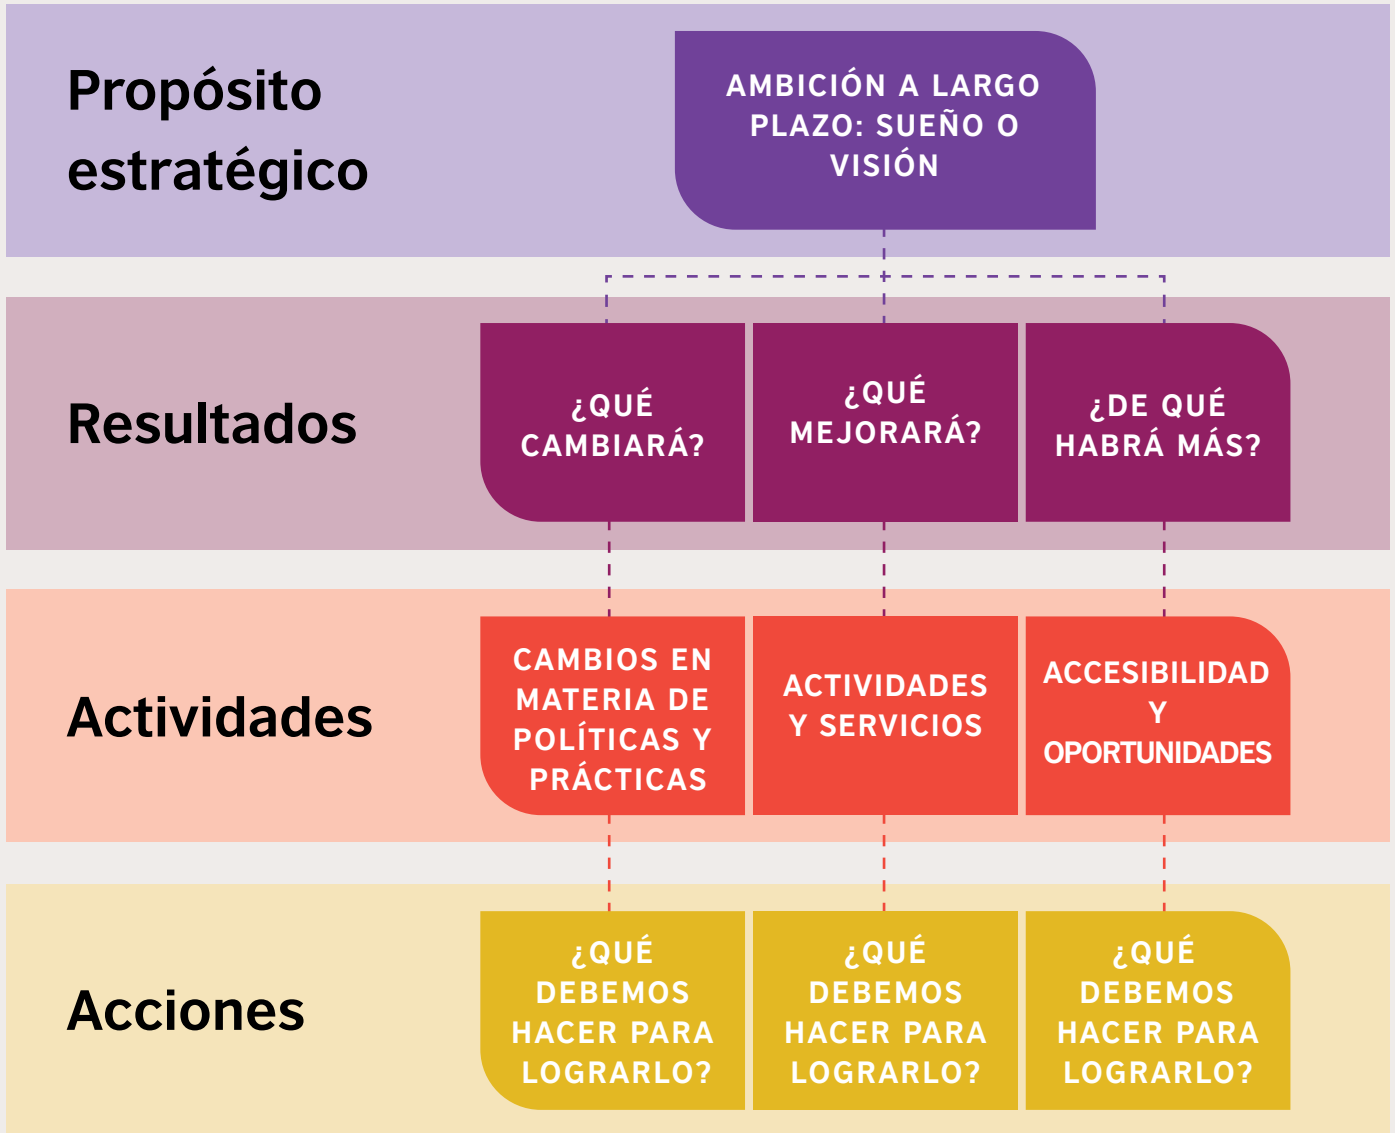 Propósito
estratégico
AMBICIÓN A LARGO
PLAZO: SUEÑO O
VISIÓN
Resultados
¿QUÉ
CAMBIARÁ?
¿QUÉ
MEJORARÁ?
¿DE QUÉ
HABRÁ MÁS?
Actividades
CAMBIOS EN
MATERIA DE
POLÍTICAS Y
PRÁCTICAS
ACTIVIDADES
Y SERVICIOS
ACCESIBILIDAD
Y
OPORTUNIDADES
Acciones
¿QUÉ
DEBEMOS
HACER PARA
LOGRARLO?
¿QUÉ
DEBEMOS
HACER PARA
LOGRARLO?
¿QUÉ
DEBEMOS
HACER PARA
LOGRARLO?